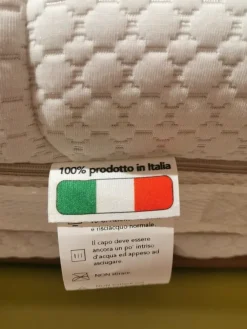 100% prodotto in Italia
e risciacquo normale.
Il capo deve essere
ancora un po' intriso
d'acqua ed appeso ad
asciugare.